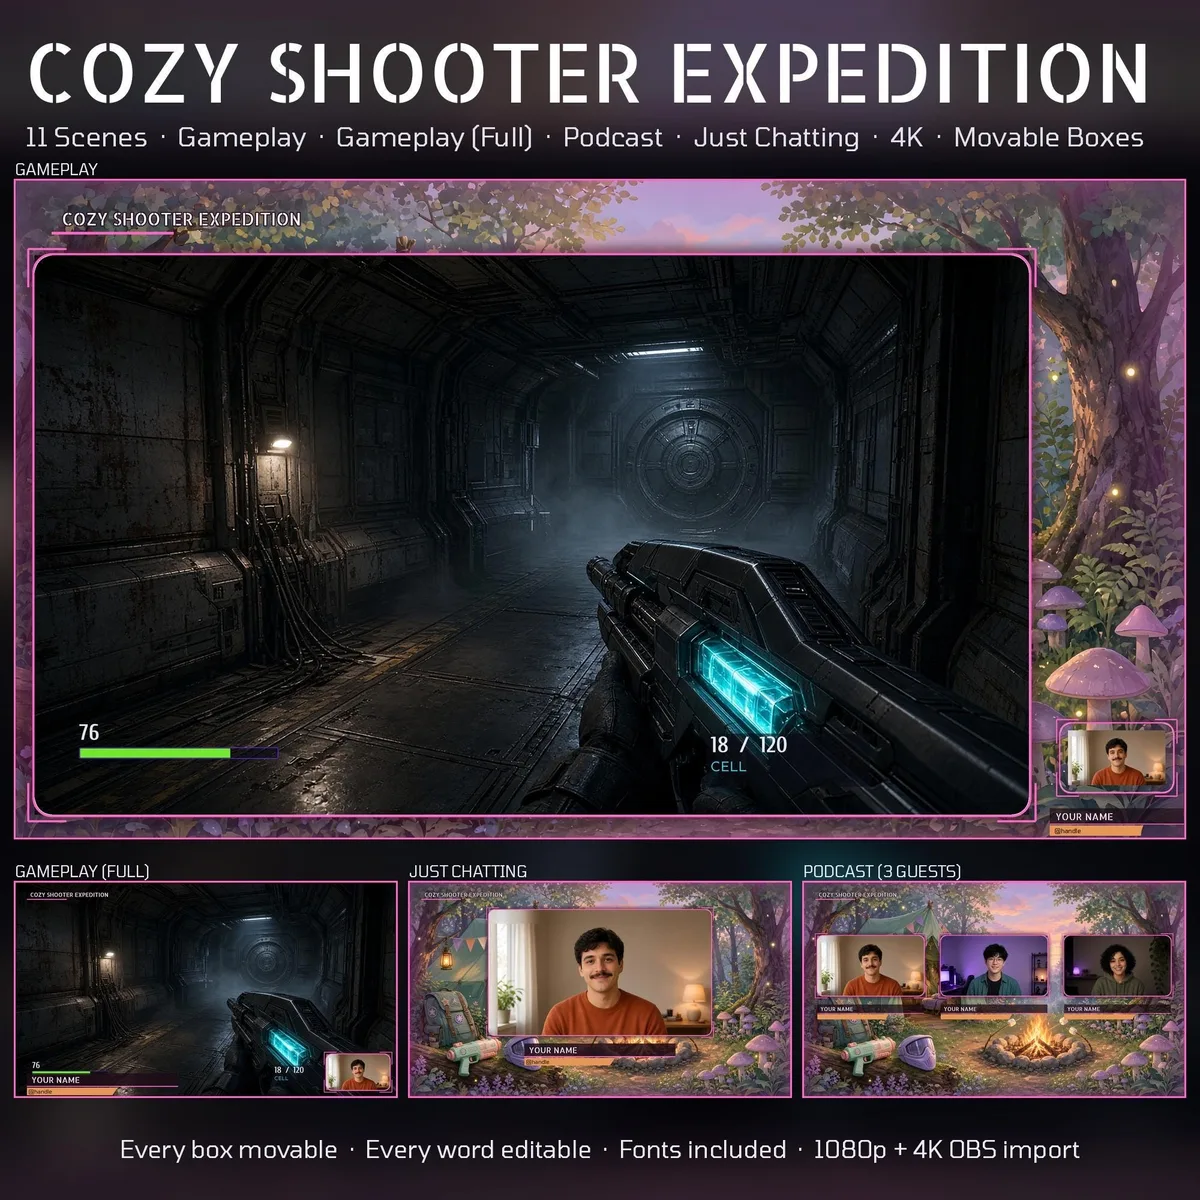 COZY SHOOTER EXPEDITION
11 Scenes · Gameplay · Gameplay (Full) · Podcast · Just Chatting · 4K · Movable Boxes
GAMEPLAY
COZY SHOOTER EXPEDITION
76
18 / 120
CELL
YOUR NAME
@handle
GAMEPLAY (FULL)
COZY SHOOTER EXPEDITION
76
18 / 120
CELL
YOUR NAME
@handle
JUST CHATTING
COZY SHOOTER EXPEDITION
YOUR NAME
@handle
PODCAST (3 GUESTS)
COZY SHOOTER EXPEDITION
YOUR NAME
YOUR NAME
YOUR NAME
Every box movable · Every word editable · Fonts included · 1080p + 4K OBS import